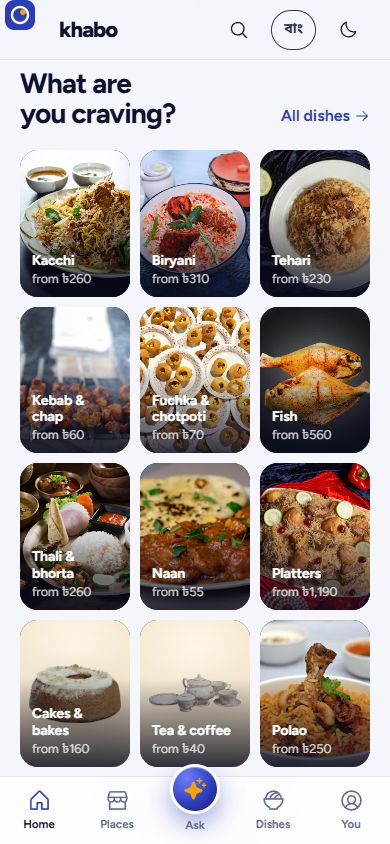 khabo
বাং
What are
you craving?
All dishes →
Kacchi
from ৳260
Biryani
from ৳310
Tehari
from ৳230
Kebab &
chap
from ৳60
Fuchka &
chotpoti
from ৳70
Fish
from ৳560
Thali &
bhorta
from ৳260
Naan
from ৳55
Platters
from ৳1,190
Cakes &
bakes
from ৳160
Tea & coffee
from ৳40
Polao
from ৳250
Home
Places
Ask
Dishes
You